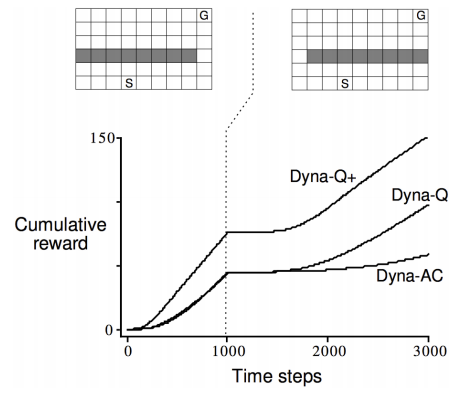 G
G
S
S
150
Dyna-Q+
Dyna-Q
Cumulative
reward
Dyna-AC
0
0
1000
2000
3000
Time steps